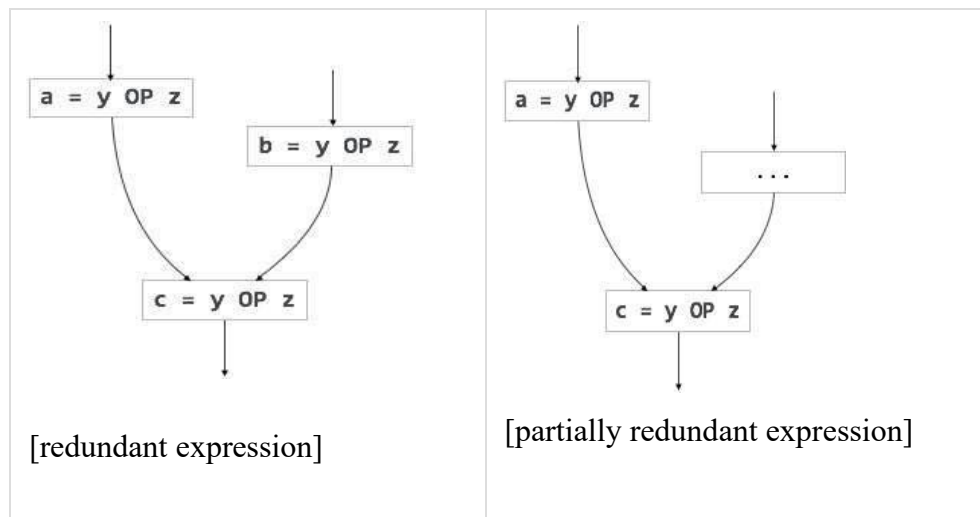 a = y OP z
b = y OP z
c = y OP z
[redundant expression]
a = y OP z
...
c = y OP z
[partially redundant expression]